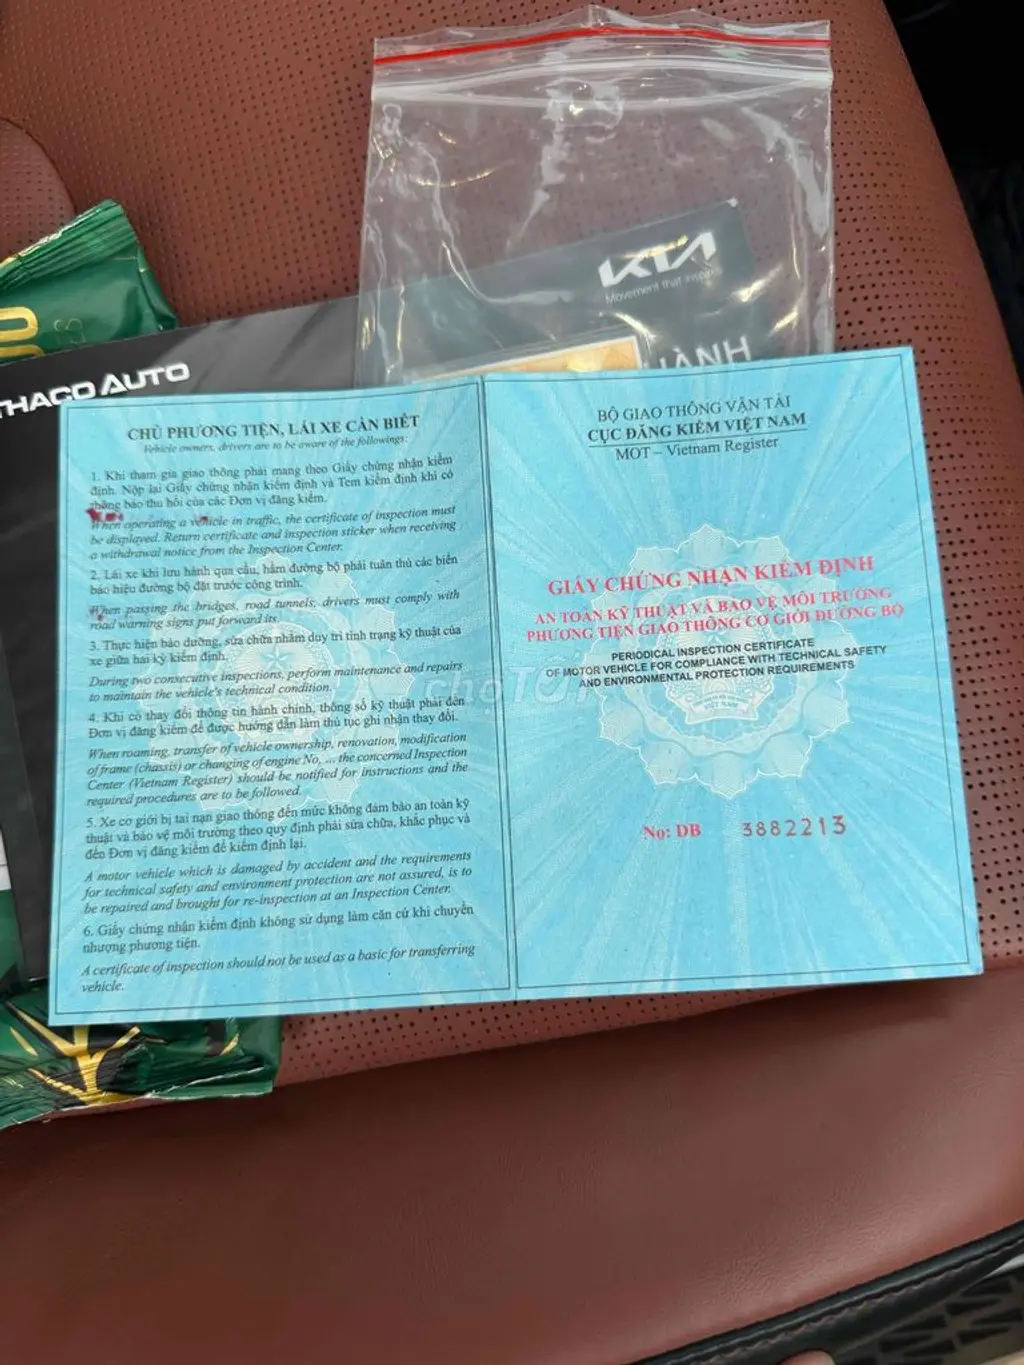 KIA
Movement that inspires
HÀNH
THACO AUTO
CHỦ PHƯƠNG TIỆN, LÁI XE CẦN BIẾT
Vehicle owners, drivers are to be aware of the followings:
1. Khi tham gia giao thông phải mang theo Giấy chứng nhận kiểm
định. Nộp lại Giấy chứng nhận kiểm định và Tem kiểm định khi có
thông báo thu hồi của các Đơn vị đăng kiểm.
When operating a vehicle in traffic, the certificate of inspection must
be displayed. Return certificate and inspection sticker when receiving
a withdrawal notice from the Inspection Center.
2. Lái xe khi lưu hành qua cầu, hầm đường bộ phải tuân thủ các biển
báo hiệu đường bộ đặt trước công trình.
When passing the bridges, road tunnels; drivers must comply with
road warning signs put forward its.
3. Thực hiện bảo dưỡng, sửa chữa nhằm duy trì tình trạng kỹ thuật của
xe giữa hai kỳ kiểm định.
During two consecutive inspections, perform maintenance and repairs
to maintain the vehicle's technical condition.
4. Khi có thay đổi thông tin hành chính, thông số kỹ thuật phải đến
Đơn vị đăng kiểm để được hướng dẫn làm thủ tục ghi nhận thay đổi.
When roaming, transfer of vehicle ownership, renovation, modification
of frame (chassis) or changing of engine No, ... the concerned Inspection
Center (Vietnam Register) should be notified for instructions and the
required procedures are to be followed.
5. Xe cơ giới bị tai nạn giao thông đến mức không đảm bảo an toàn kỹ
thuật và bảo vệ môi trường theo quy định phải sửa chữa, khắc phục và
đến Đơn vị đăng kiểm để kiểm định lại.
A motor vehicle which is damaged by accident and the requirements
for technical safety and environment protection are not assured, is to
be repaired and brought for re-inspection at an Inspection Center.
6. Giấy chứng nhận kiểm định không sử dụng làm căn cứ khi chuyển
nhượng phương tiện.
A certificate of inspection should not be used as a basic for transferring
vehicle.
BỘ GIAO THÔNG VẬN TẢI
CỤC ĐĂNG KIỂM VIỆT NAM
MOT – Vietnam Register
GIẤY CHỨNG NHẬN KIỂM ĐỊNH
AN TOÀN KỸ THUẬT VÀ BẢO VỆ MÔI TRƯỜNG
PHƯƠNG TIỆN GIAO THÔNG CƠ GIỚI ĐƯỜNG BỘ
PERIODICAL INSPECTION CERTIFICATE
OF MOTOR VEHICLE FOR COMPLIANCE WITH TECHNICAL SAFETY
AND ENVIRONMENTAL PROTECTION REQUIREMENTS
VIỆT NAM
No: DB 3882213